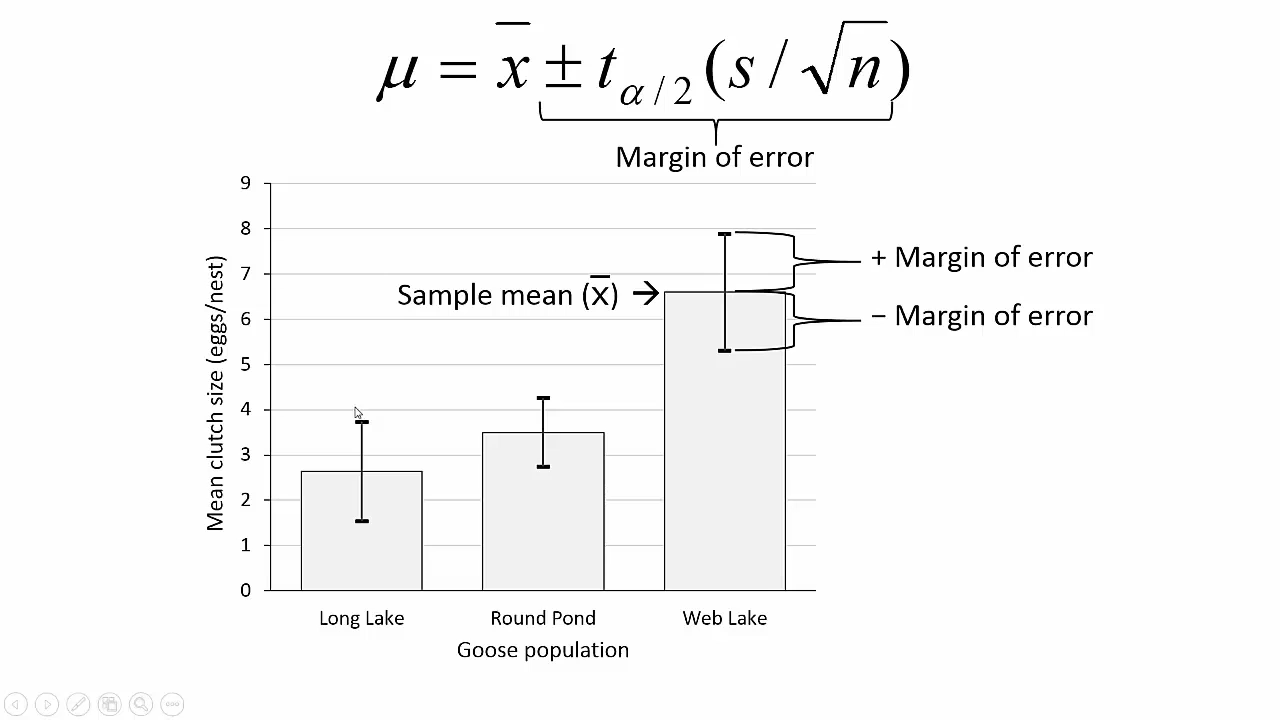 μ = x̅ ± t α/2 (s/√n)
Margin of error
9
8
7
6
5
4
3
2
1
0
Mean clutch size (eggs/nest)
Sample mean (x̅) →
+ Margin of error
− Margin of error
Long Lake
Round Pond
Web Lake
Goose population